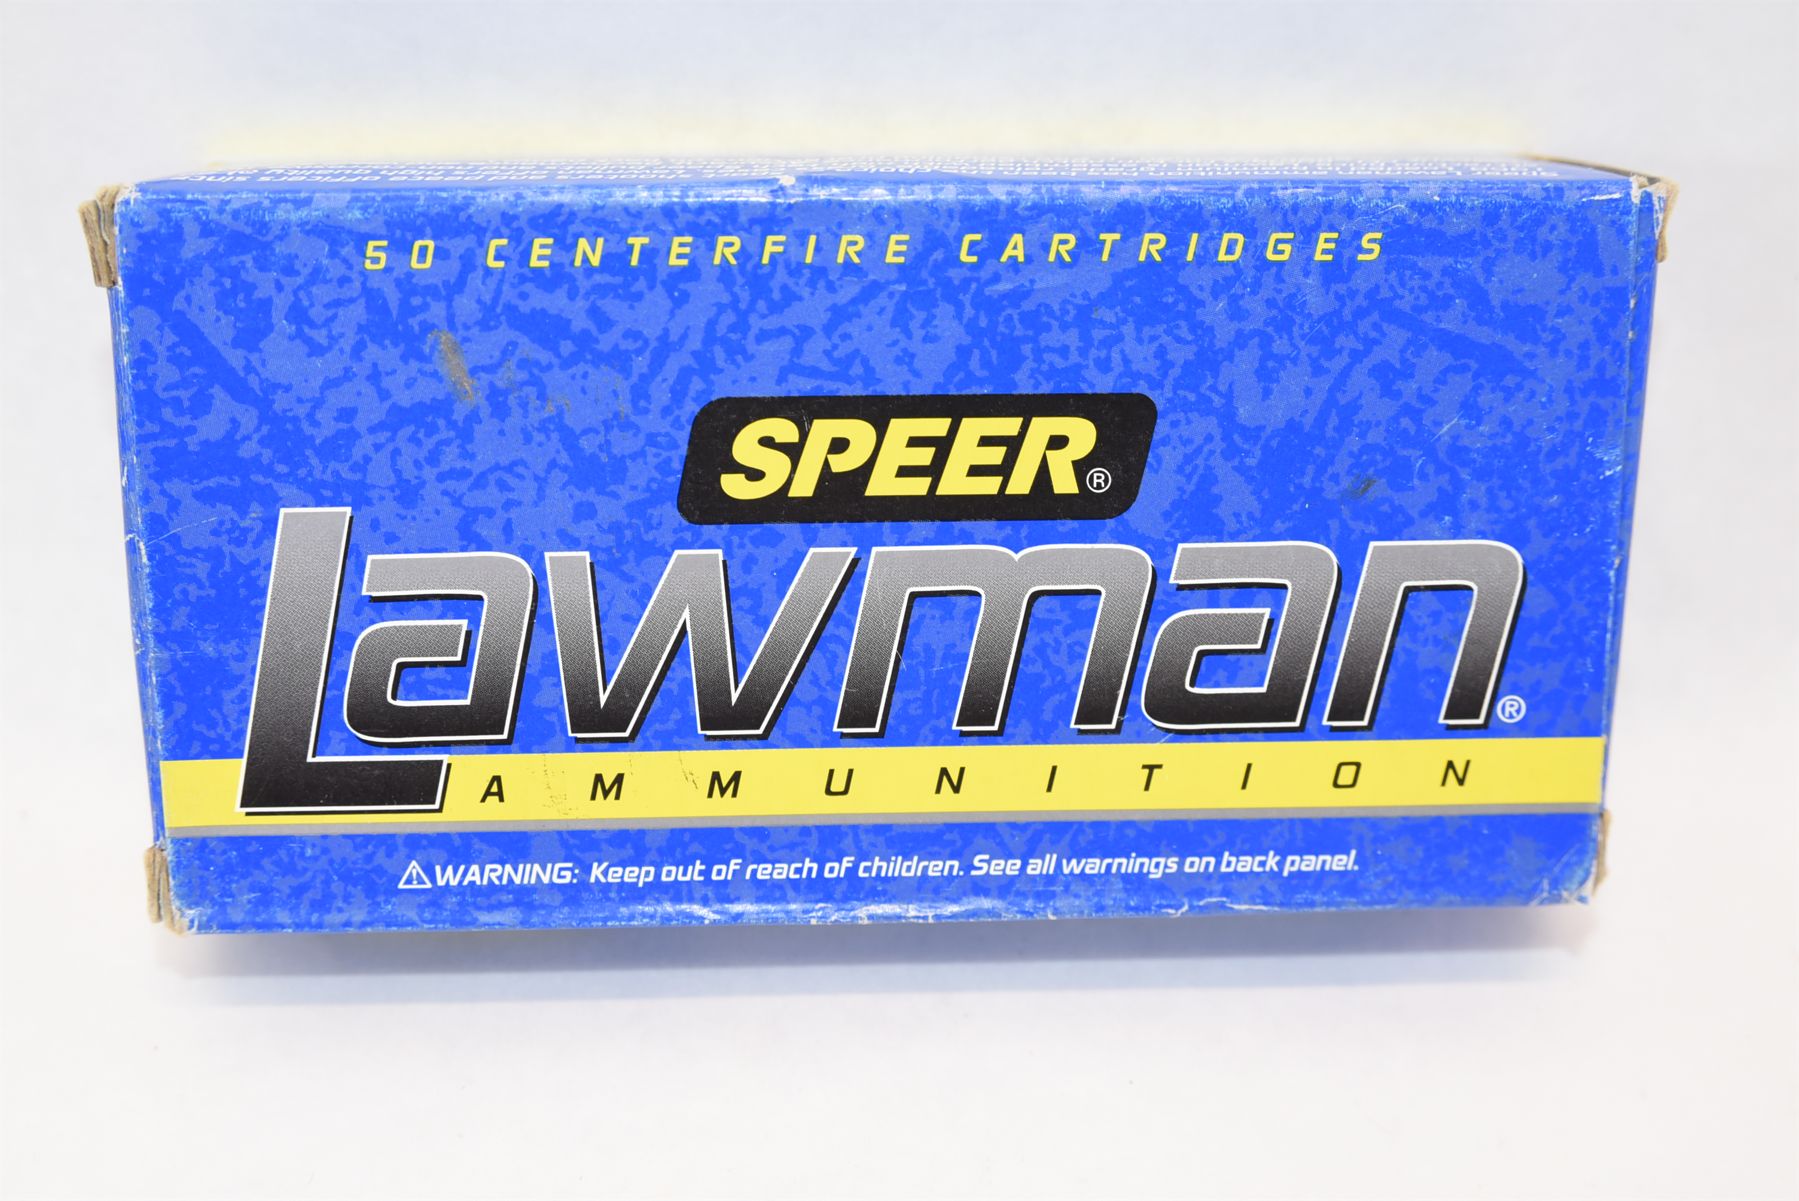 50 CENTERFIRE CARTRIDGES
SPEER®
Lawman®
AMMUNITION
⚠WARNING: Keep out of reach of children. See all warnings on back panel.